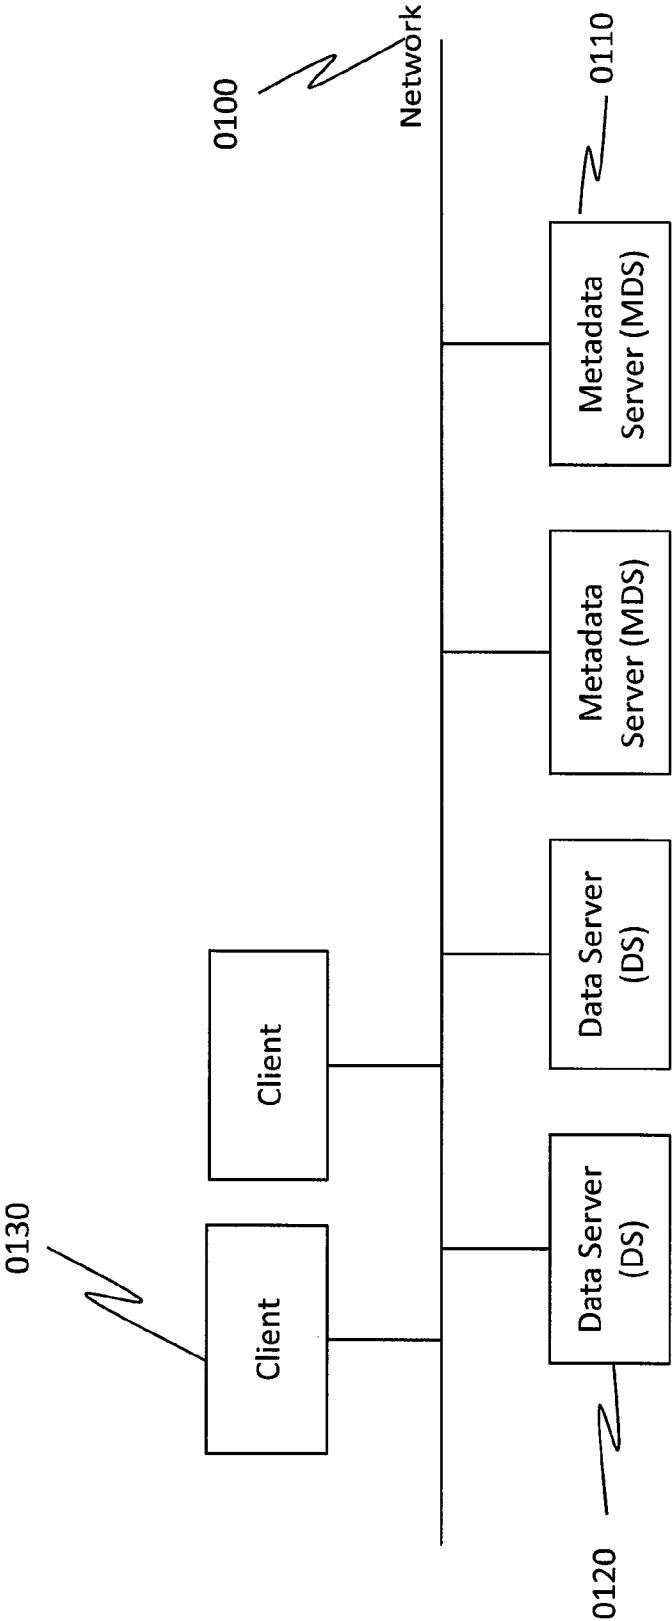 0130
0100
Client
Client
Network
Data Server
(DS)
Data Server
(DS)
Metadata
Server (MDS)
Metadata
Server (MDS)
0120
0110